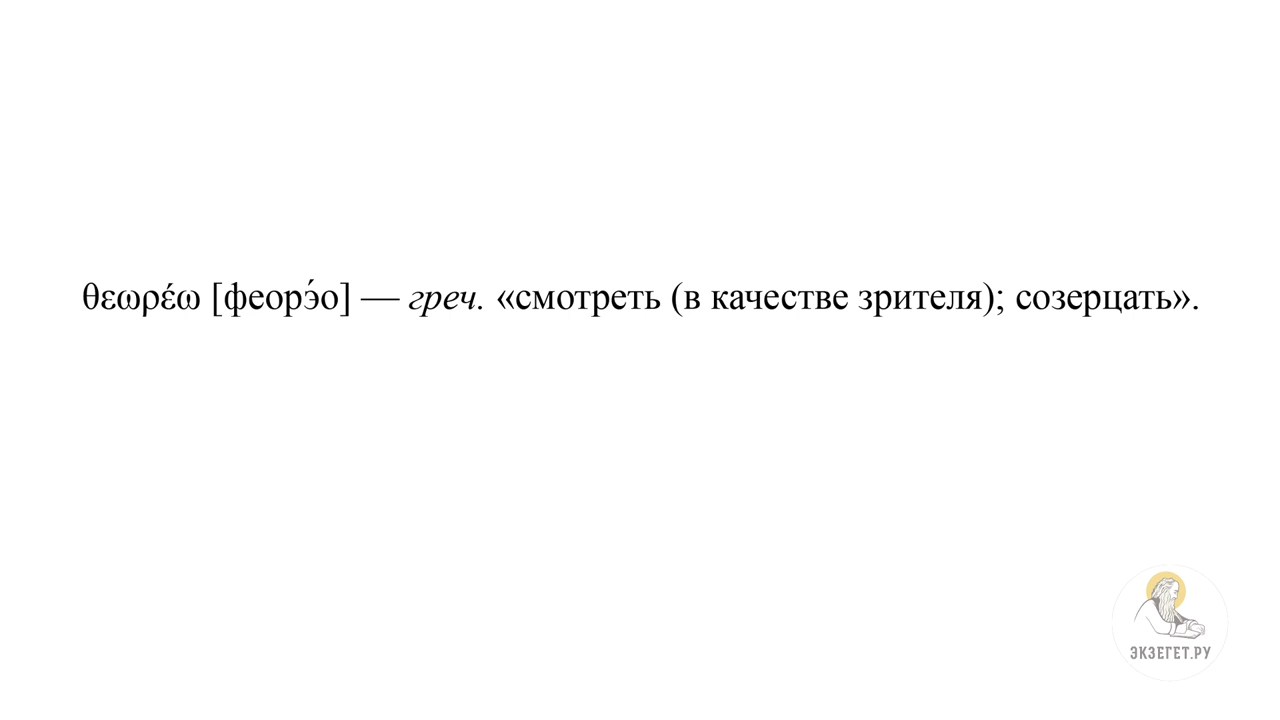 θεωρέω [феорэ́о] — греч. «смотреть (в качестве зрителя); созерцать».
ЭКЗЕГЕТ.РУ